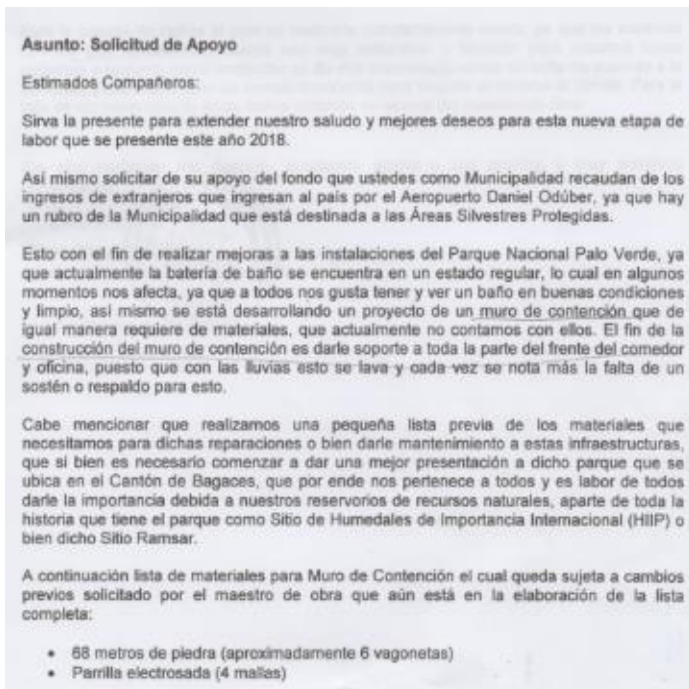 Asunto: Solicitud de Apoyo
Estimados Compañeros:
Sirva la presente para extender nuestro saludo y mejores deseos para esta nueva etapa de
labor que se presente este año 2018.
Así mismo solicitar de su apoyo del fondo que ustedes como Municipalidad recaudan de los
ingresos de extranjeros que ingresan al país por el Aeropuerto Daniel Odúber, ya que hay
un rubro de la Municipalidad que está destinada a las Áreas Silvestres Protegidas.
Esto con el fin de realizar mejoras a las instalaciones del Parque Nacional Palo Verde, ya
que actualmente la batería de baño se encuentra en un estado regular, lo cual en algunos
momentos nos afecta, ya que a todos nos gusta tener y ver un baño en buenas condiciones
y limpio, así mismo se está desarrollando un proyecto de un muro de contención que de
igual manera requiere de materiales, que actualmente no contamos con ellos. El fin de la
construcción del muro de contención es darle soporte a toda la parte del frente del comedor
y oficina, puesto que con las lluvias esto se lava y cada vez se nota más la falta de un
sostén o respaldo para esto.
Cabe mencionar que realizamos una pequeña lista previa de los materiales que
necesitamos para dichas reparaciones o bien darle mantenimiento a estas infraestructuras,
que si bien es necesario comenzar a dar una mejor presentación a dicho parque que se
ubica en el Cantón de Bagaces, que por ende nos pertenece a todos y es labor de todos
darle la importancia debida a nuestros reservorios de recursos naturales, aparte de toda la
historia que tiene el parque como Sitio de Humedales de Importancia Internacional (HIIP) o
bien dicho Sitio Ramsar.
A continuación lista de materiales para Muro de Contención el cual queda sujeta a cambios
previos solicitado por el maestro de obra que aún está en la elaboración de la lista
completa:
• 68 metros de piedra (aproximadamente 6 vagonetas)
• Parrilla electrosada (4 mallas)